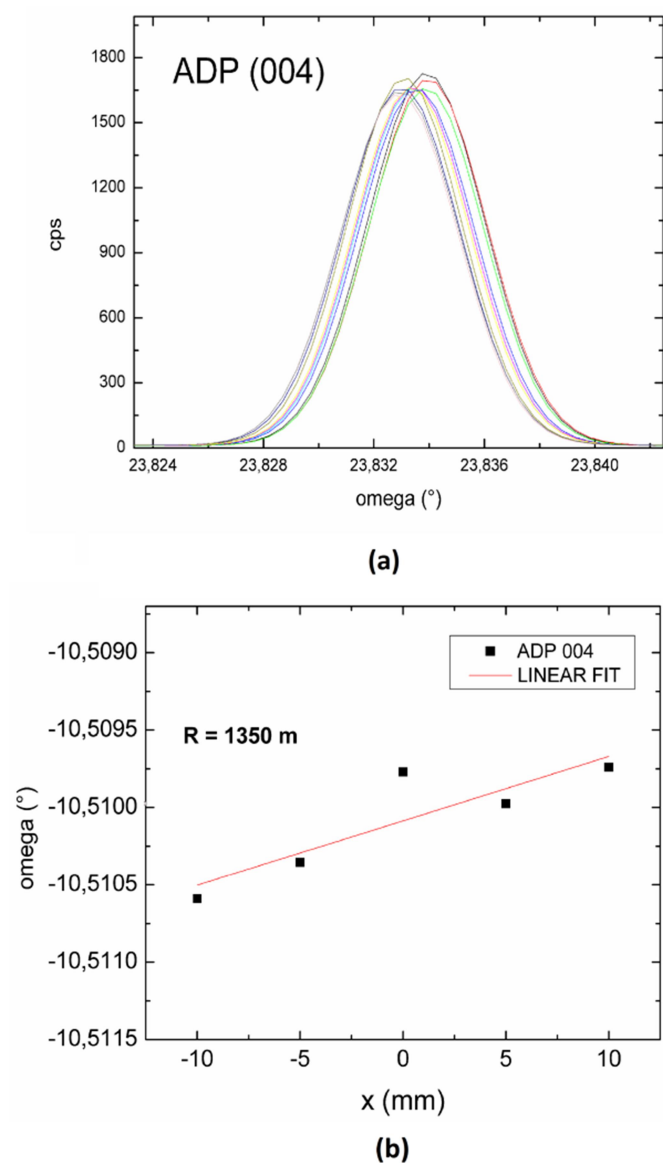 ADP (004)
1800
1500
1200
900
600
300
0
cps
23,824 23,828 23,832 23,836 23,840
omega (°)
(a)
-10,5090
-10,5095
-10,5100
-10,5105
-10,5110
-10,5115
omega (°)
ADP 004
LINEAR FIT
R = 1350 m
-10 -5 0 5 10
x (mm)
(b)